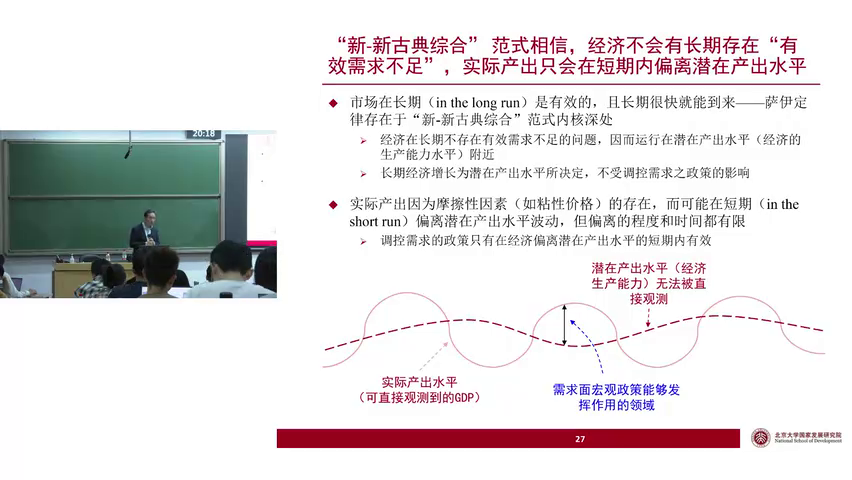 “新-新古典综合” 范式相信，经济不会有长期存在“有
效需求不足”，实际产出只会在短期内偏离潜在产出水平
20:18
◆ 市场在长期（in the long run）是有效的，且长期很快就能到来——萨伊定
律存在于“新-新古典综合”范式内核深处
➢ 经济在长期不存在有效需求不足的问题，因而运行在潜在产出水平（经济的
生产能力水平）附近
➢ 长期经济增长为潜在产出水平所决定，不受调控需求之政策的影响
◆ 实际产出因为摩擦性因素（如粘性价格）的存在，而可能在短期（in the
short run）偏离潜在产出水平波动，但偏离的程度和时间都有限
➢ 调控需求的政策只有在经济偏离潜在产出水平的短期内有效
潜在产出水平（经济
生产能力）无法被直
接观测
实际产出水平
（可直接观测到的GDP）
需求面宏观政策能够发
挥作用的领域
27
北京大学国家发展研究院
National School of Development